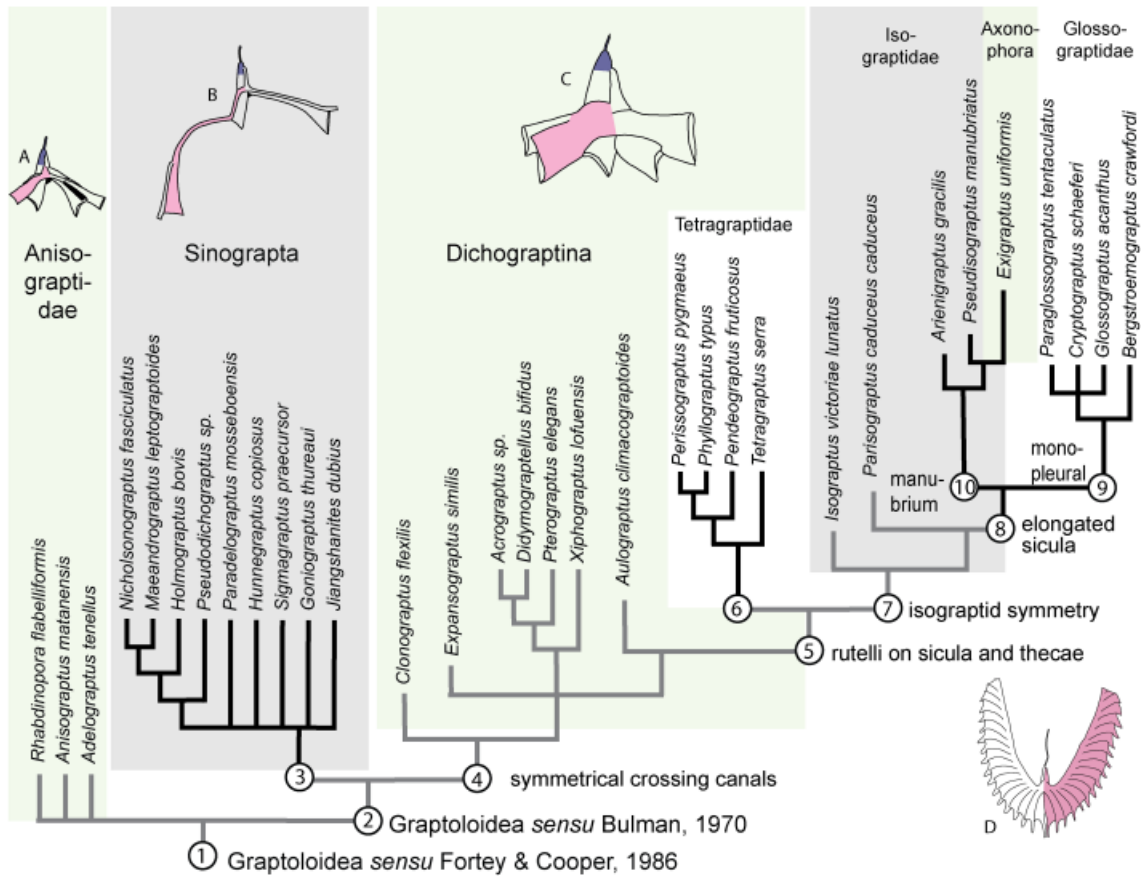 Iso-
graptidae
Axono-
phora
Glosso-
graptidae
A
B
C
Aniso-
grapti-
dae
Sinograpta
Dichograptina
Tetragraptidae
Rhabdinopora flabelliformis
Anisograptus matanensis
Adelograptus tenellus
Nicholsonograptus fasciculatus
Maeandrograptus leptograptoides
Holmograptus bovis
Pseudodichograptus sp.
Paradelograptus mosseboensis
Hunnegraptus copiosus
Sigmagraptus praecursor
Goniograptus thureaui
Jiangshanites dubius
Clonograptus flexilis
Expansograptus similis
Acrograptus sp.
Didymograptellus bifidus
Pterograptus elegans
Xiphograptus lofuensis
Aulograptus climacograptoides
Perissograptus pygmaeus
Phyllograptus typus
Pendeograptus fruticosus
Tetragraptus serra
Isograptus victoriae lunatus
Parisograptus caduceus caduceus
Arienigraptus gracilis
Pseudisograptus manubriatus
Exigraptus uniformis
Paraglossograptus tentaculatus
Cryptograptus schaeferi
Glossograptus acanthus
Bergstroemograptus crawfordi
manu-
brium
10
mono-
pleural
9
8 elongated
sicula
6
7 isograptid symmetry
5 rutelli on sicula and thecae
3
4 symmetrical crossing canals
2 Graptoloidea sensu Bulman, 1970
1 Graptoloidea sensu Fortey & Cooper, 1986
D